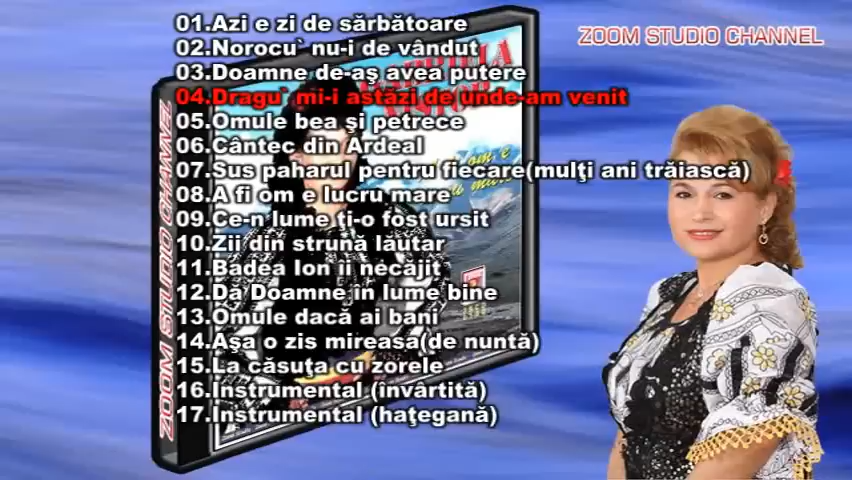 01.Azi e zi de sărbătoare
ZOOM STUDIO CHANNEL
02.Norocu` nu-i de vândut
03.Doamne de-aş avea putere
04.Dragu` mi-i astăzi de unde-am venit
05.Omule bea şi petrece
06.Cântec din Ardeal
07.Sus paharul pentru fiecare(mulţi ani trăiască)
08.A fi om e lucru mare
09.Ce-n lume ţi-o fost ursit
10.Zii din strună lăutar
11.Badea Ion îi necăjit
12.Dă Doamne în lume bine
13.Omule dacă ai bani
14.Aşa o zis mireasa(de nuntă)
15.La căsuţa cu zorele
16.Instrumental (învârtită)
17.Instrumental (haţegană)
ZOOM STUDIO CHANNEL